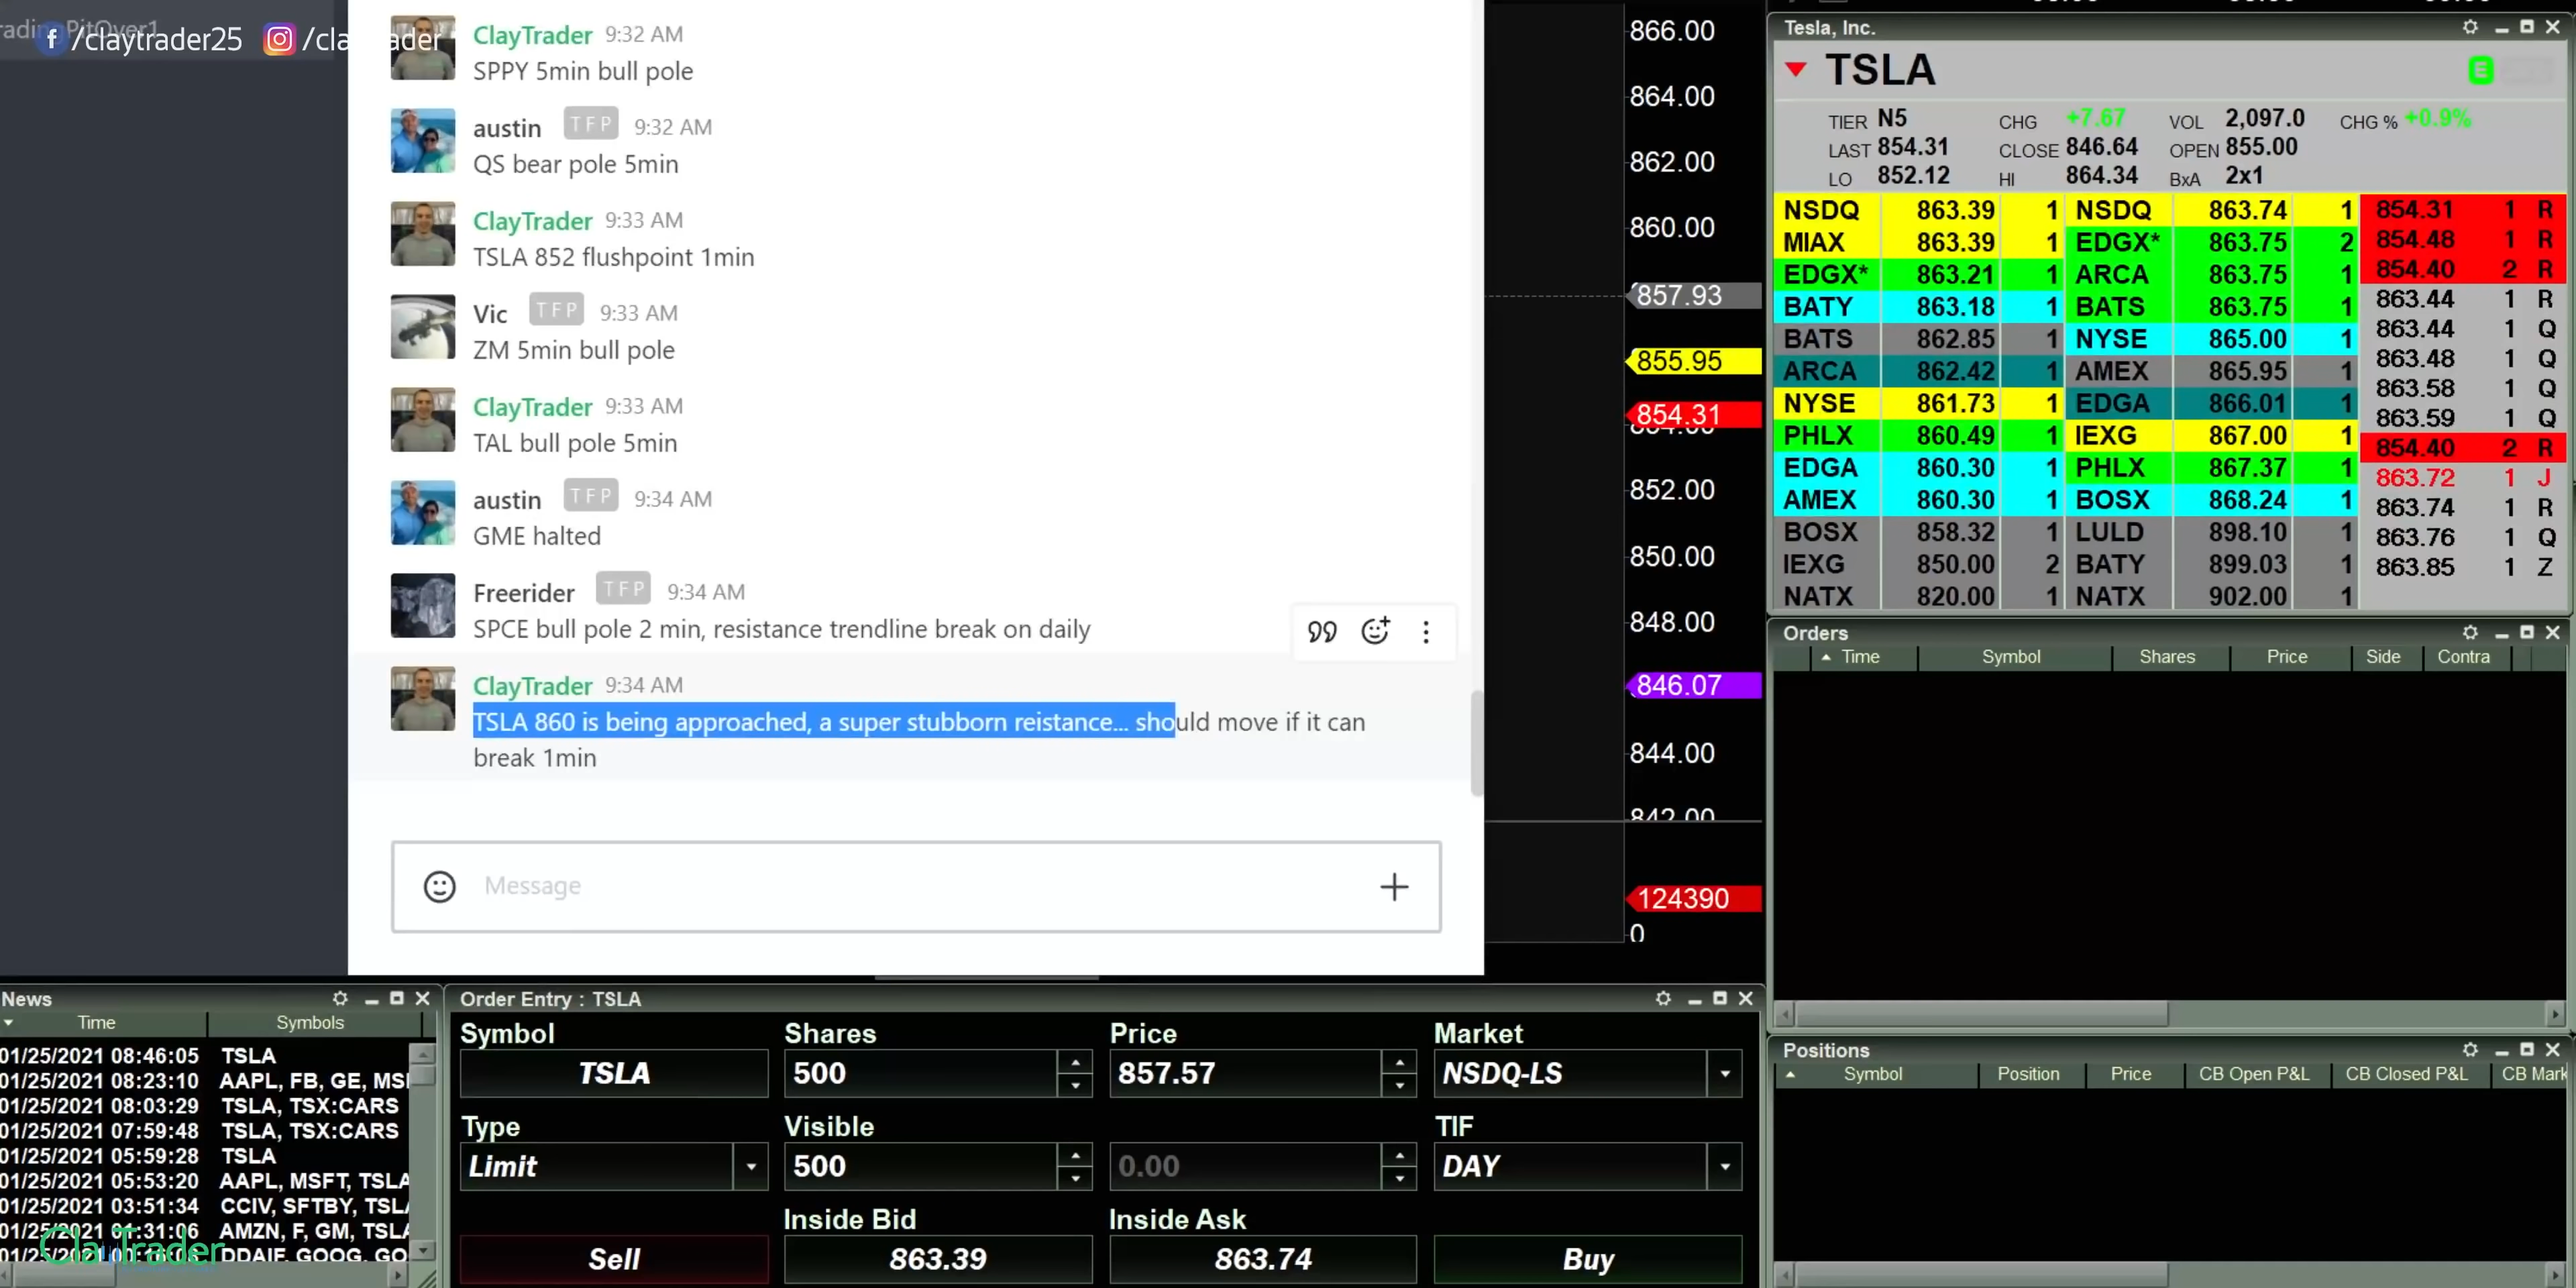 /claytrader25
ClayTrader 9:32 AM
SPPY 5min bull pole
austin TFP 9:32 AM
QS bear pole 5min
ClayTrader 9:33 AM
TSLA 852 flushpoint 1min
Vic TFP 9:33 AM
ZM 5min bull pole
ClayTrader 9:33 AM
TAL bull pole 5min
austin TFP 9:34 AM
GME halted
Freerider TFP 9:34 AM
SPCE bull pole 2 min, resistance trendline break on daily
ClayTrader 9:34 AM
TSLA 860 is being approached, a super stubborn reistance... should move if it can
break 1min
Message
866.00
864.00
862.00
860.00
857.93
855.95
854.31
852.00
850.00
848.00
846.07
844.00
842.00
124390
0
Tesla, Inc.
TSLA
E
TIER N5 CHG +7.67 VOL 2,097.0 CHG % +0.9%
LAST 854.31 CLOSE 846.64 OPEN 855.00
LO 852.12 HI 864.34 BxA 2x1
NSDQ 863.39 1 NSDQ 863.74 1
MIAX 863.39 1 EDGX* 863.75 2
EDGX* 863.21 1 ARCA 863.75 1
BATY 863.18 1 BATS 863.75 1
BATS 862.85 1 NYSE 865.00 1
ARCA 862.42 1 AMEX 865.95 1
NYSE 861.73 1 EDGA 866.01 1
PHLX 860.49 1 IEXG 867.00 1
EDGA 860.30 1 PHLX 867.37 1
AMEX 860.30 1 BOSX 868.24 1
BOSX 858.32 1 LULD 898.10 1
IEXG 850.00 2 BATY 899.03 1
NATX 820.00 1 NATX 902.00 1
854.31 1 R
854.48 1 R
854.40 2 R
863.44 1 R
863.44 1 Q
863.48 1 Q
863.58 1 Q
863.59 1 Q
854.40 2 R
863.72 1 J
863.74 1 R
863.76 1 Q
863.85 1 Z
Orders
Time Symbol Shares Price Side Contra
Positions
Symbol Position Price CB Open P&L CB Closed P&L CB Mark
News
Time Symbols
01/25/2021 08:46:05 TSLA
01/25/2021 08:23:10 AAPL, FB, GE, MSI
01/25/2021 08:03:29 TSLA, TSX:CARS
01/25/2021 07:59:48 TSLA, TSX:CARS
01/25/2021 05:59:28 TSLA
01/25/2021 05:53:20 AAPL, MSFT, TSLA
01/25/2021 03:51:34 CCIV, SFTBY, TSL
AMZN, F, GM, TSLA
DDAIF, GOOG, GO
ClayTrader
Order Entry : TSLA
Symbol Shares Price Market
TSLA 500 857.57 NSDQ-LS
Type Visible TIF
Limit 500 0.00 DAY
Inside Bid Inside Ask
Sell 863.39 863.74 Buy